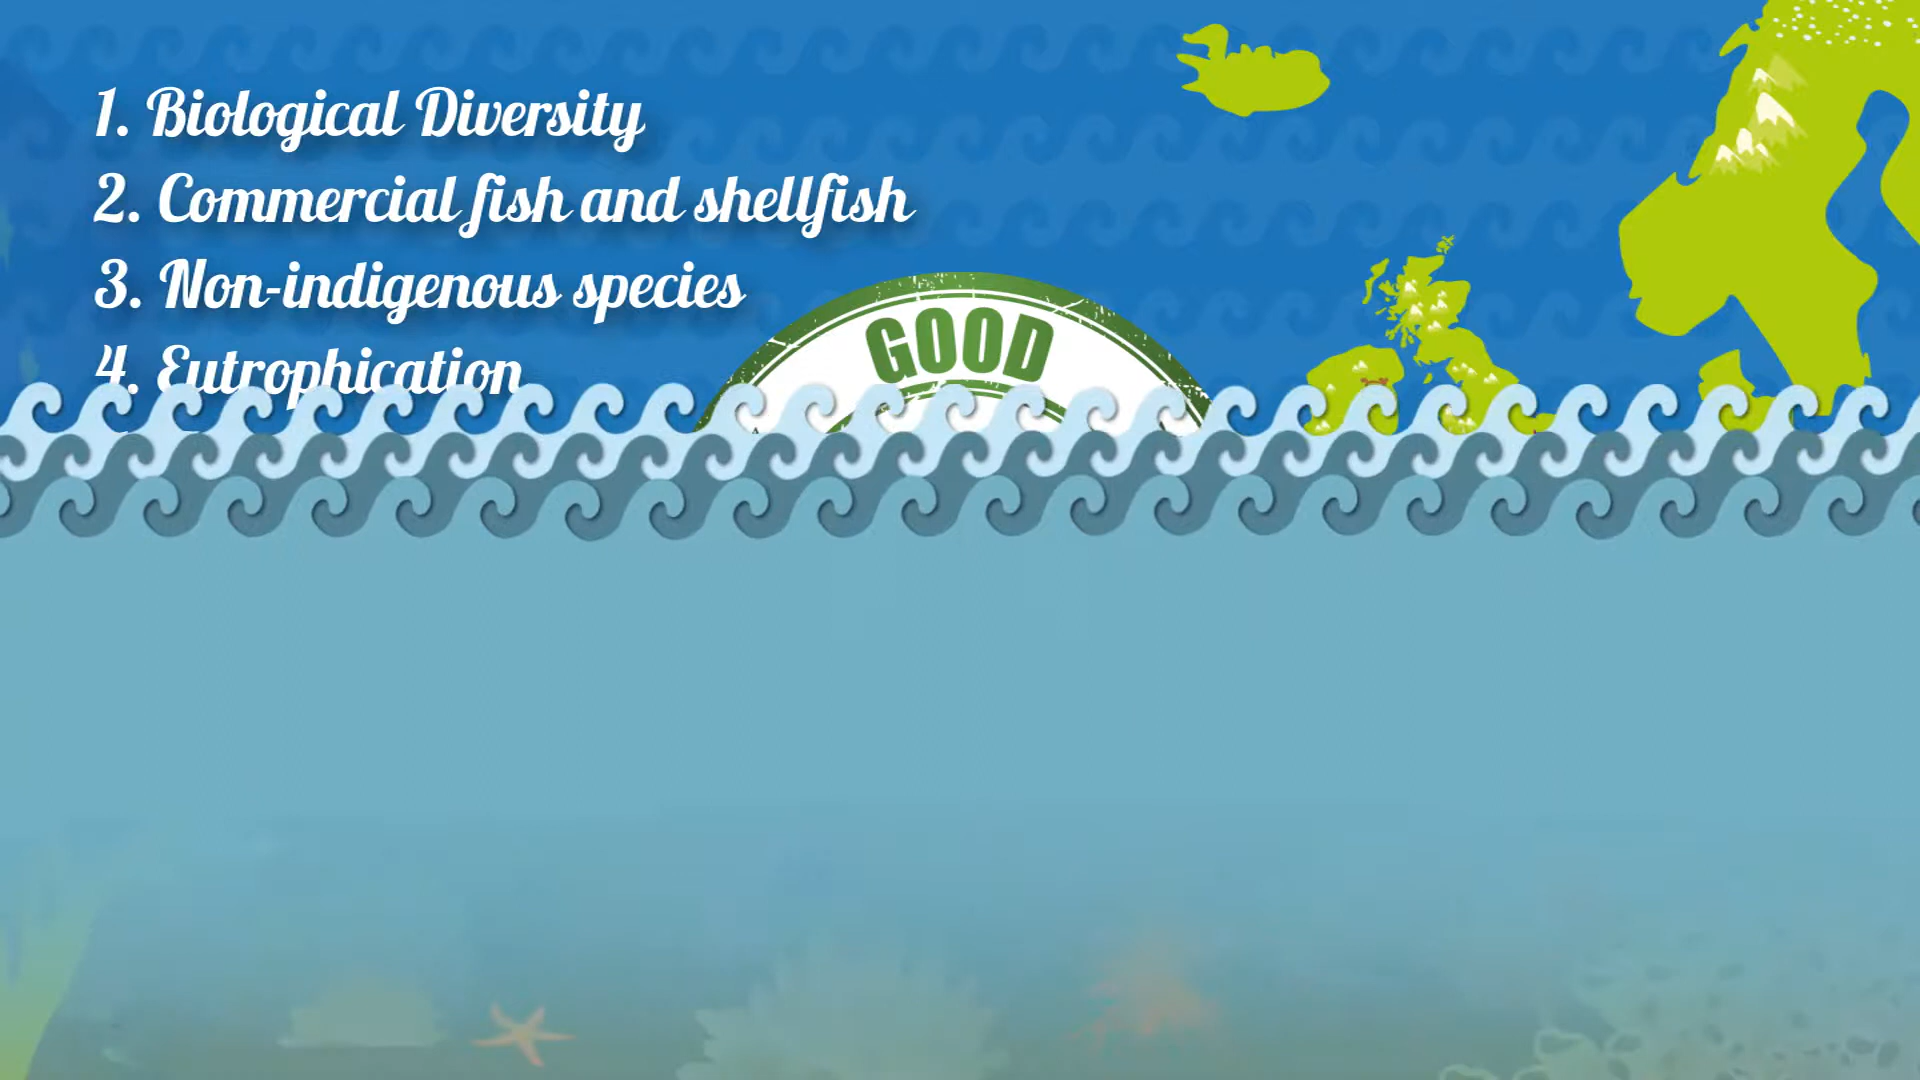 1. Biological Diversity
2. Commercial fish and shellfish
3. Non-indigenous species
4. Eutrophication
GOOD